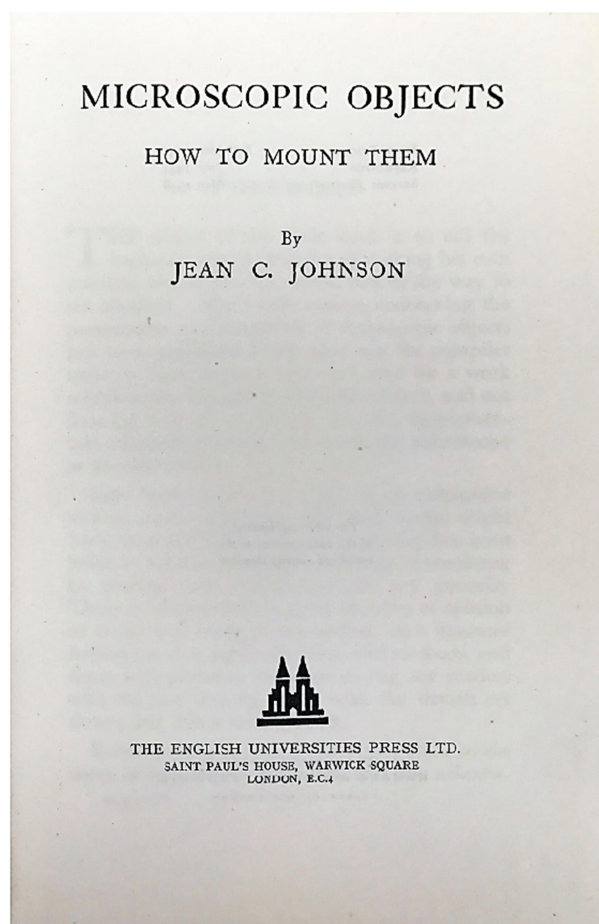 MICROSCOPIC OBJECTS
HOW TO MOUNT THEM
By
JEAN C. JOHNSON
THE ENGLISH UNIVERSITIES PRESS LTD.
SAINT PAUL'S HOUSE, WARWICK SQUARE
LONDON, E.C.4